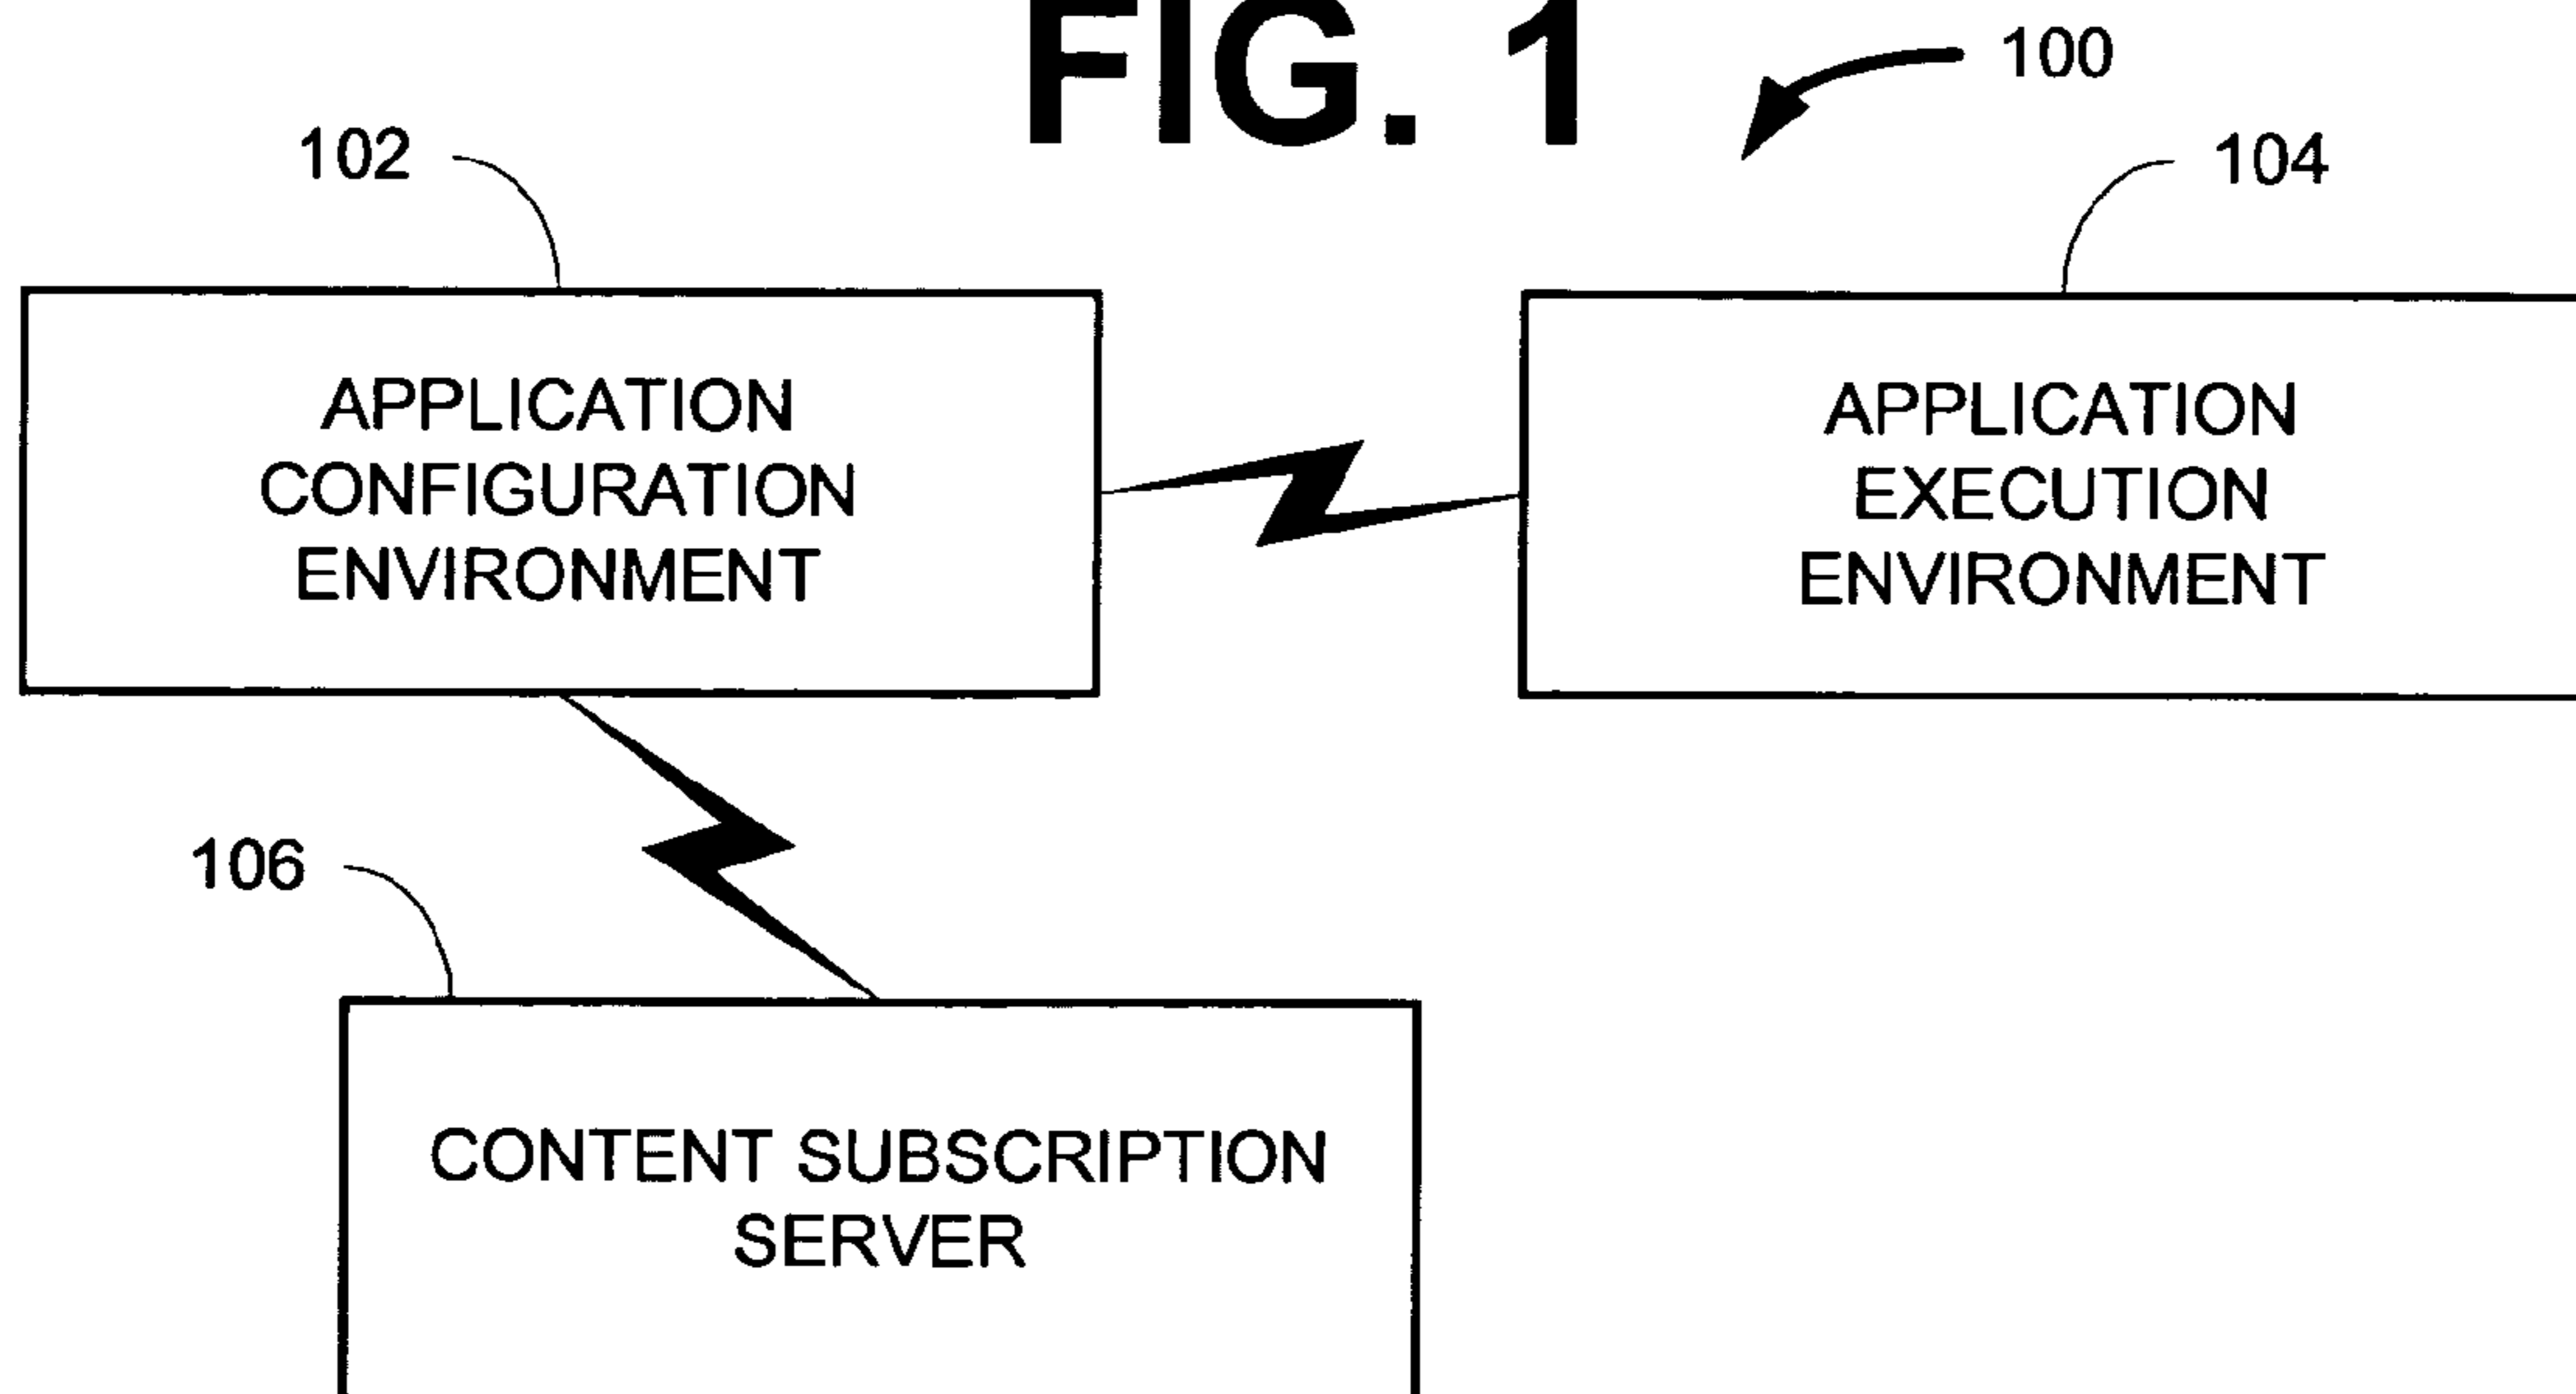 FIG. 1
100
102
104
APPLICATION
CONFIGURATION
ENVIRONMENT
APPLICATION
EXECUTION
ENVIRONMENT
106
CONTENT SUBSCRIPTION
SERVER